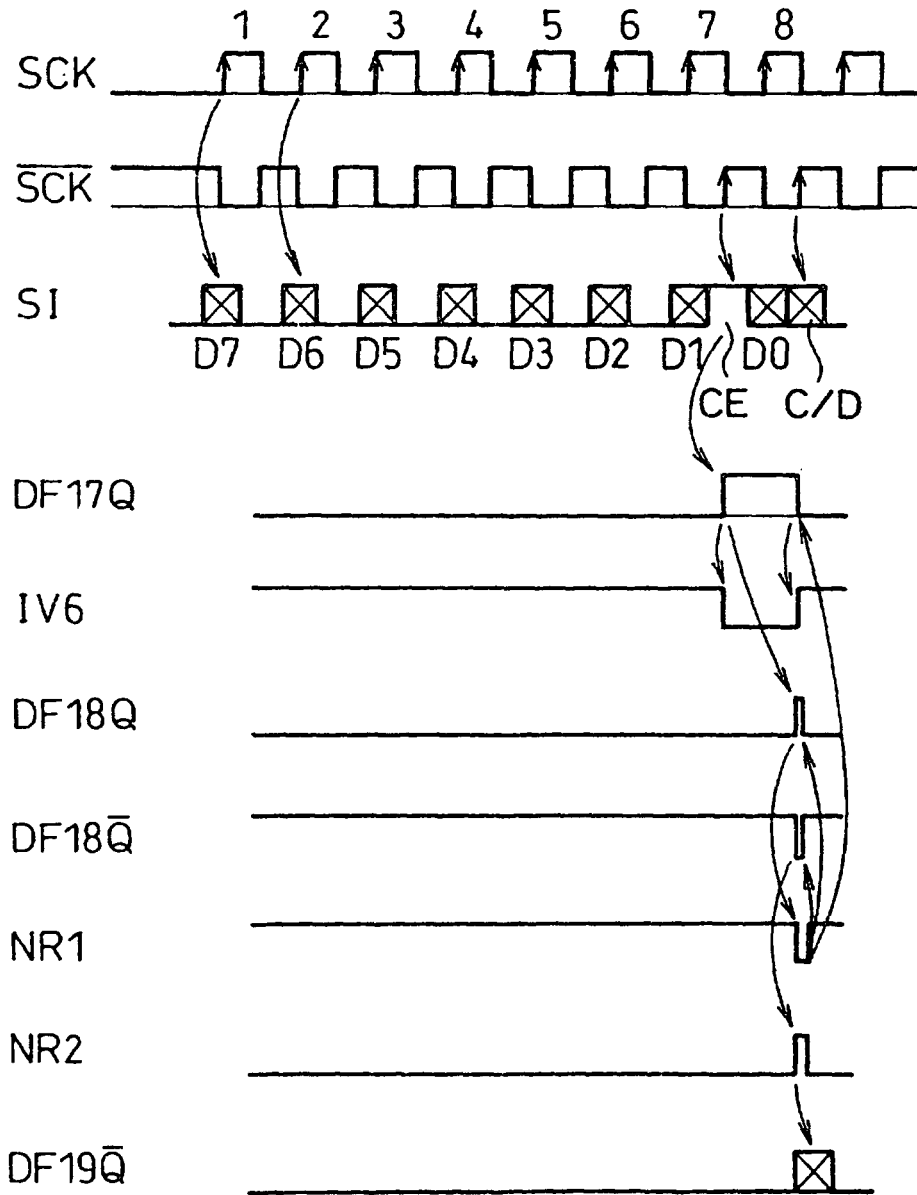 1 2 3 4 5 6 7 8
SCK
S̅C̅K̅
SI
D7 D6 D5 D4 D3 D2 D1 D0
CE C/D
DF17Q
IV6
DF18Q
DF18Q̅
NR1
NR2
DF19Q̅